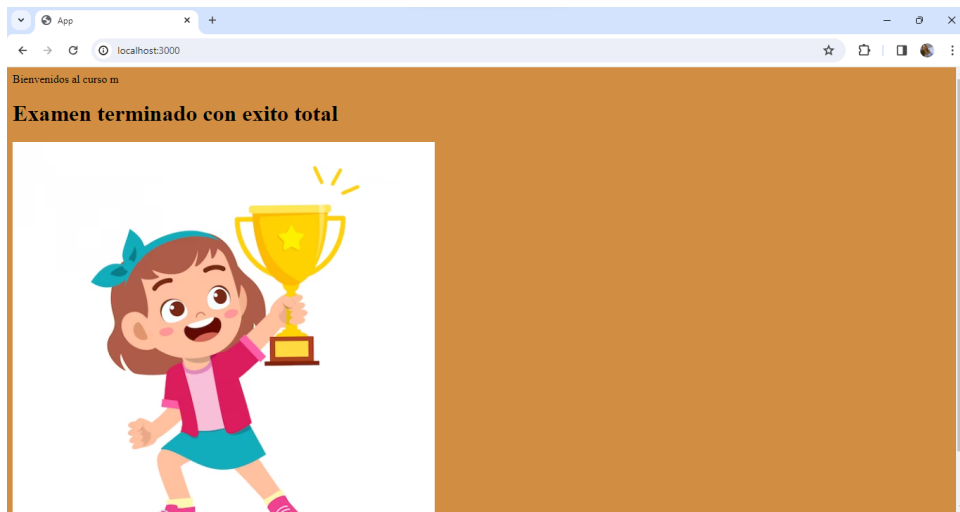 App
localhost:3000
Bienvenidos al curso m
Examen terminado con exito total